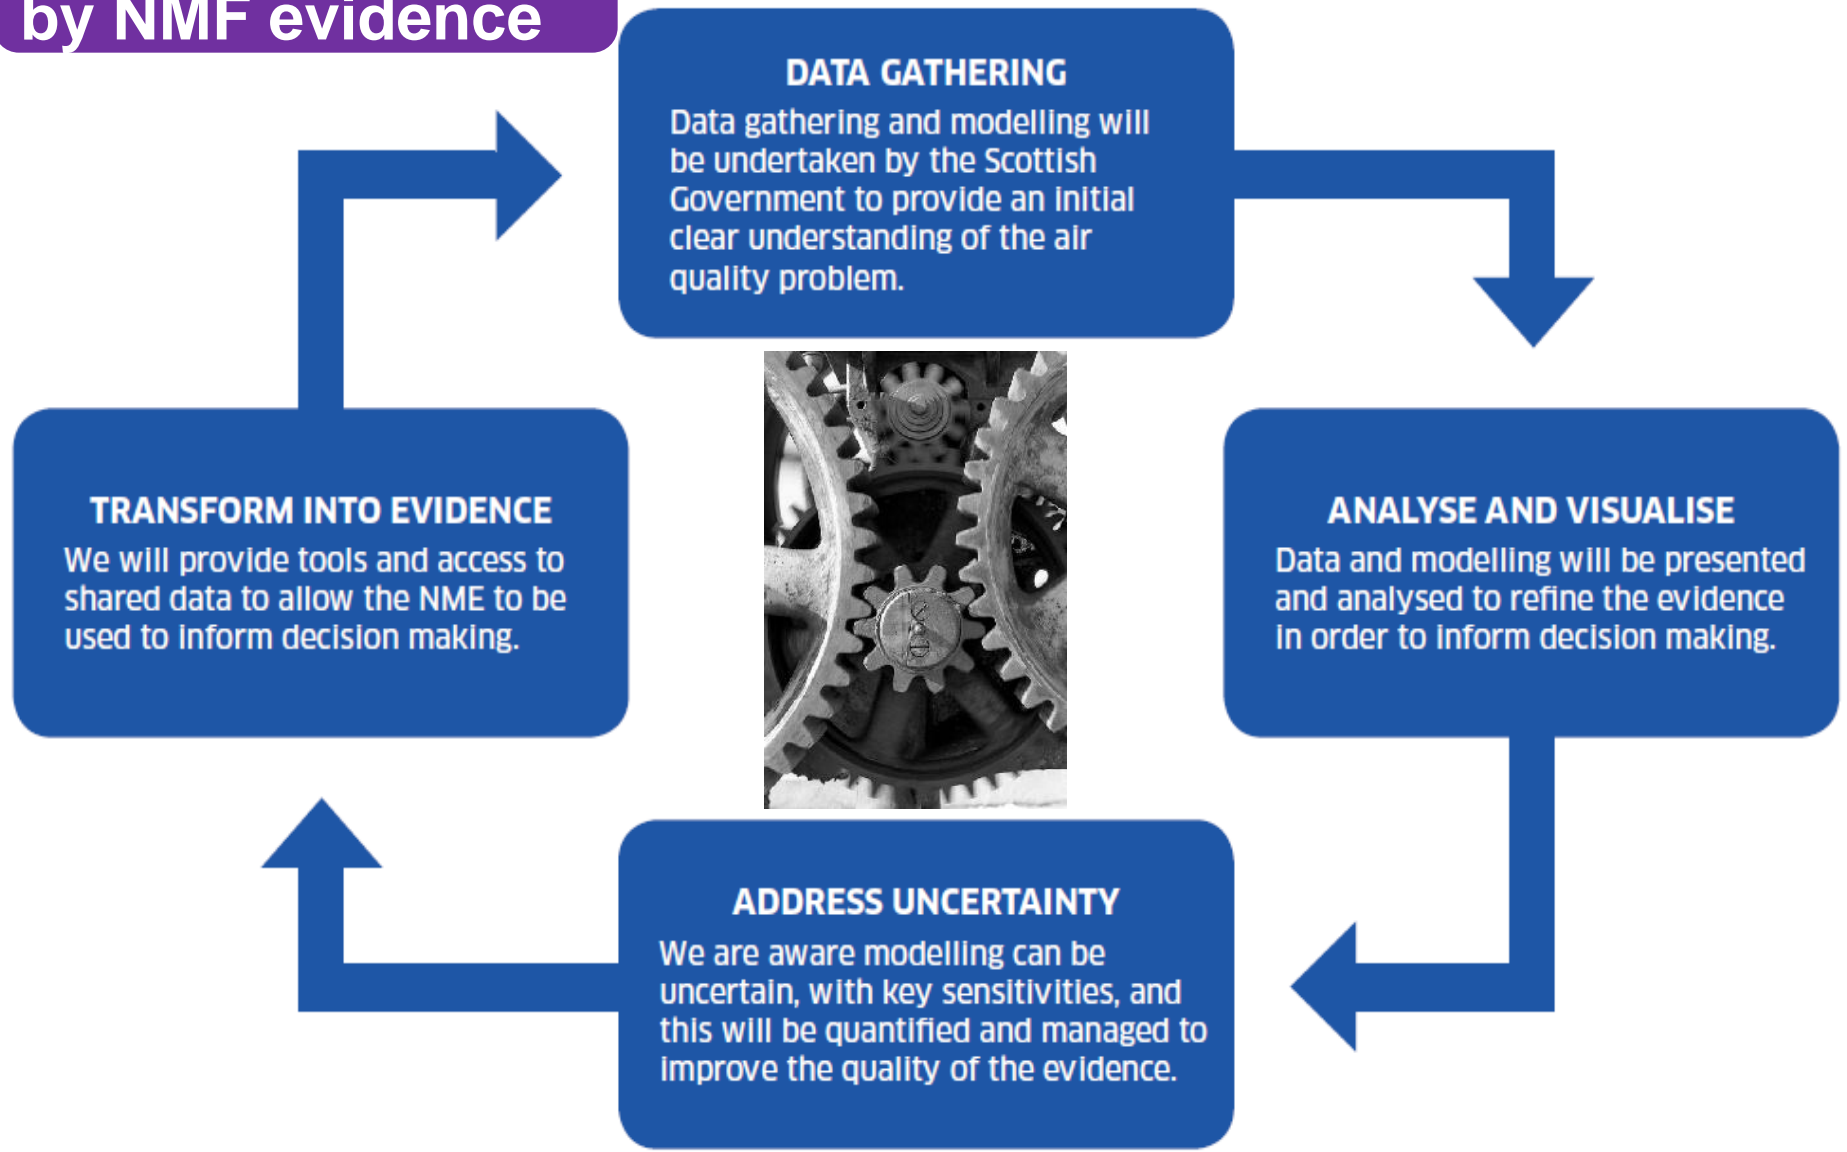 by NMF evidence
DATA GATHERING
Data gathering and modelling will
be undertaken by the Scottish
Government to provide an initial
clear understanding of the air
quality problem.
ANALYSE AND VISUALISE
Data and modelling will be presented
and analysed to refine the evidence
in order to inform decision making.
ADDRESS UNCERTAINTY
We are aware modelling can be
uncertain, with key sensitivities, and
this will be quantified and managed to
improve the quality of the evidence.
TRANSFORM INTO EVIDENCE
We will provide tools and access to
shared data to allow the NME to be
used to inform decision making.